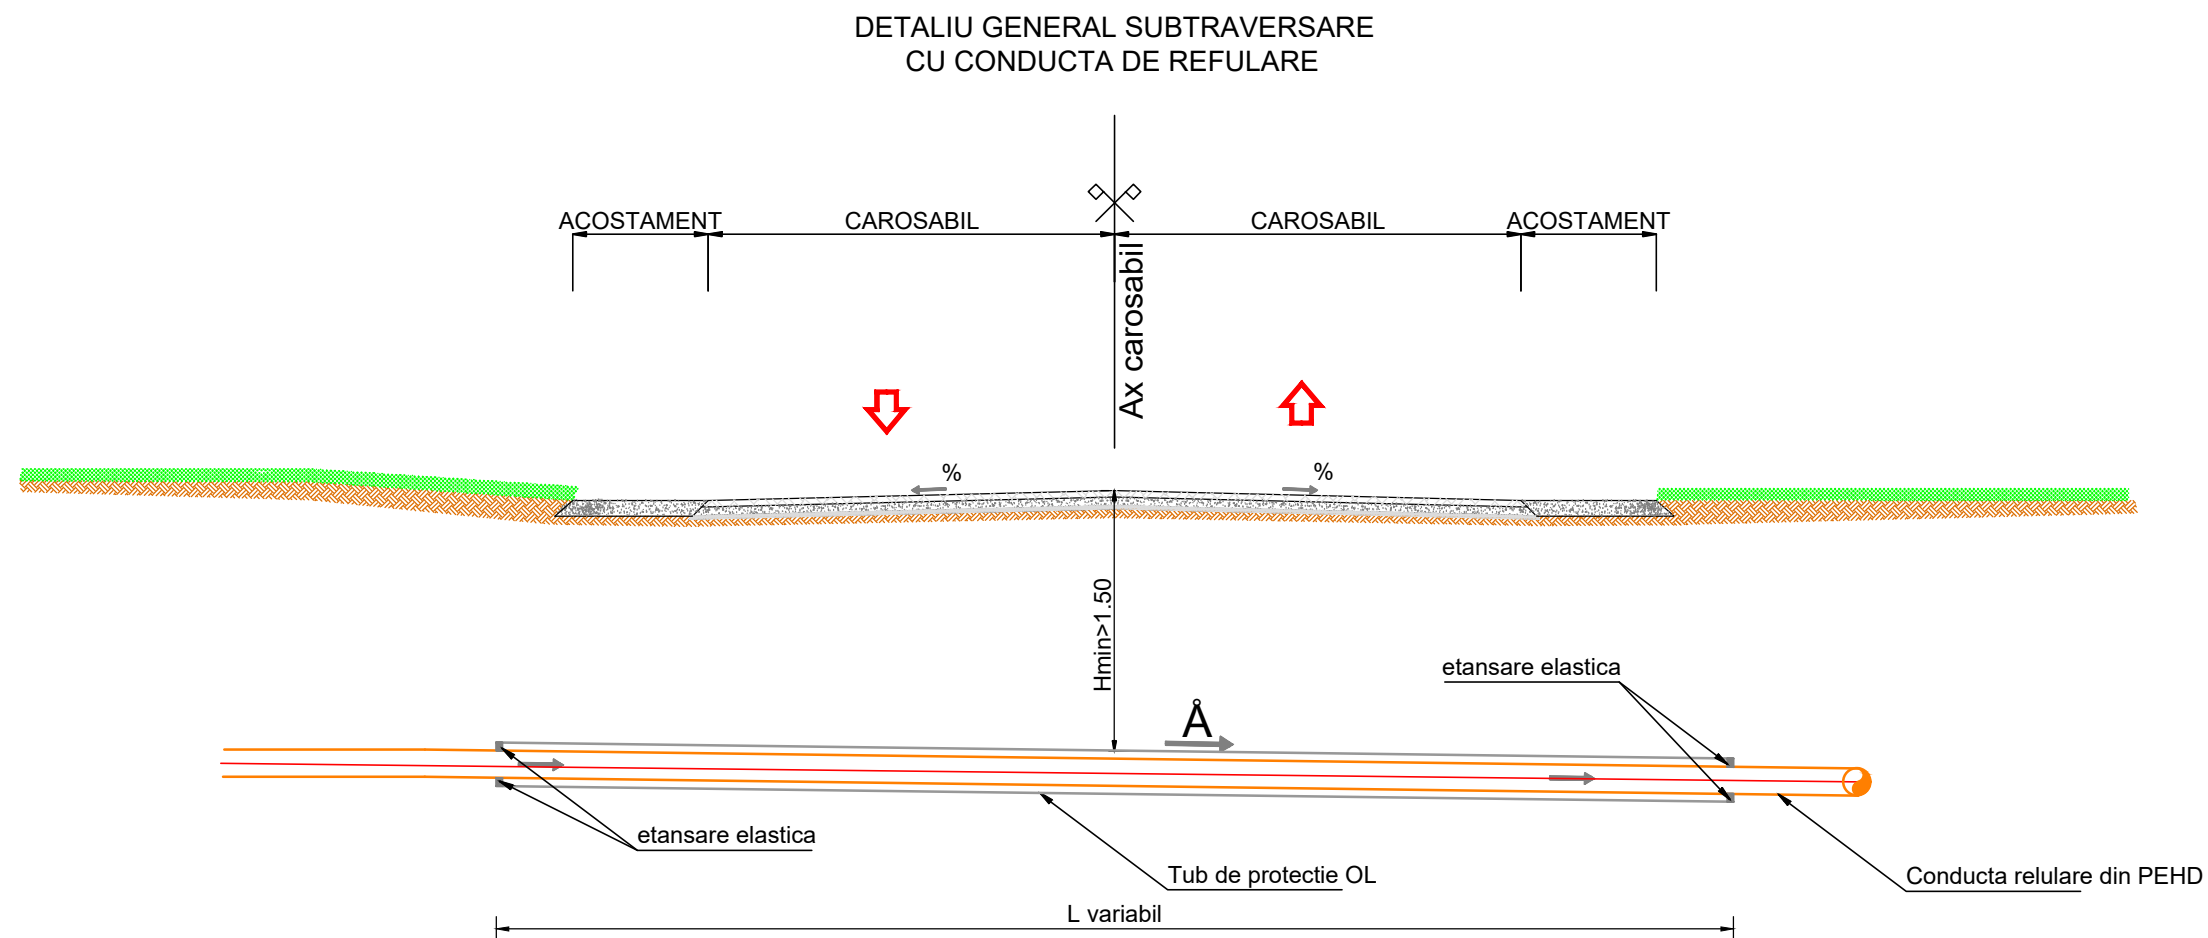 DETALIU GENERAL SUBTRAVERSARE
CU CONDUCTA DE REFULARE
ACOSTAMENT
CAROSABIL
CAROSABIL
ACOSTAMENT
Ax carosabil
%
%
Hmin>1.50
etansare elastica
Å
etansare elastica
Tub de protectie OL
Conducta relulare din PEHD
L variabil